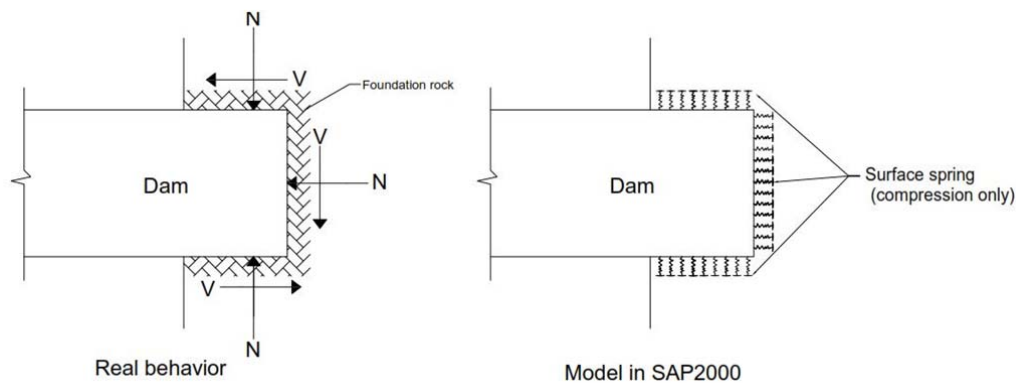 N
V
Foundation rock
V
Dam
N
V
N
Real behavior
Dam
Surface spring
(compression only)
Model in SAP2000